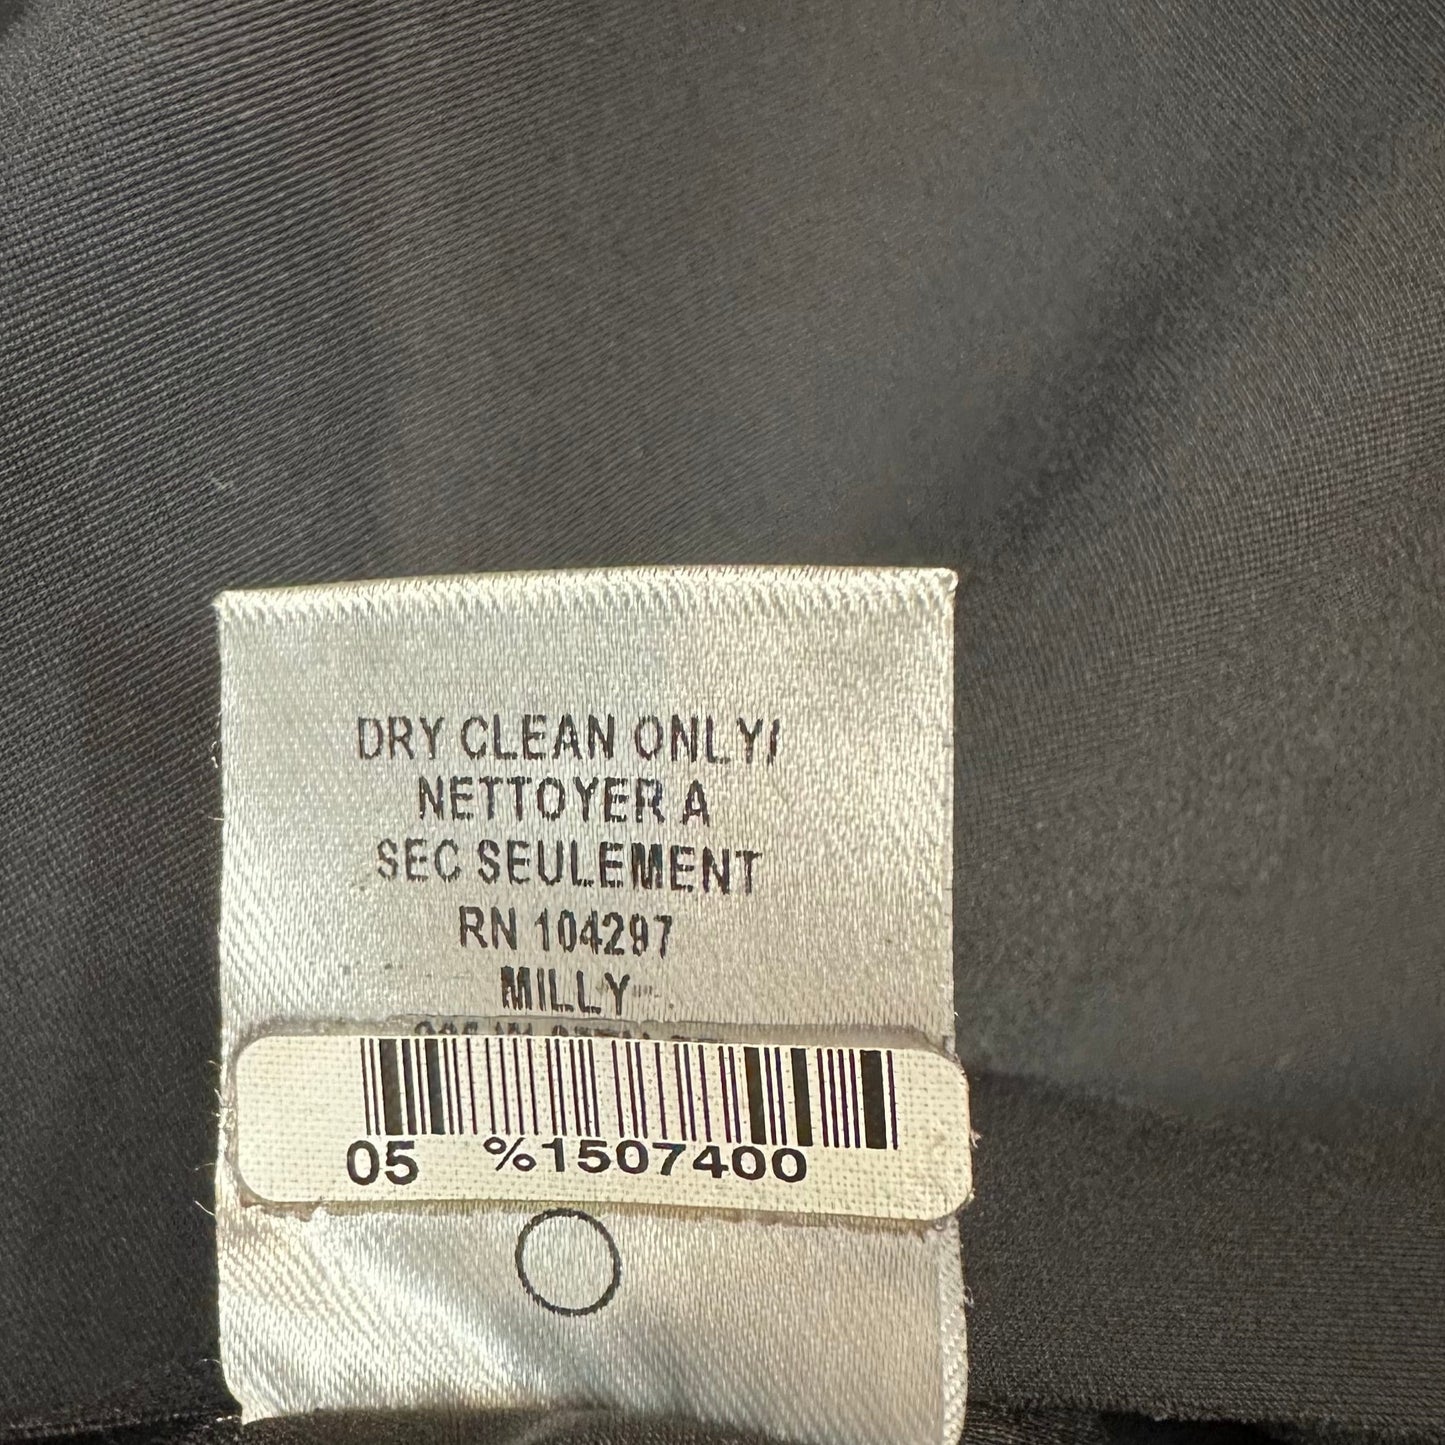 DRY CLEAN ONLY/
NETTOYER A
SEC SEULEMENT
RN 104297
MILLY
05 %1507400